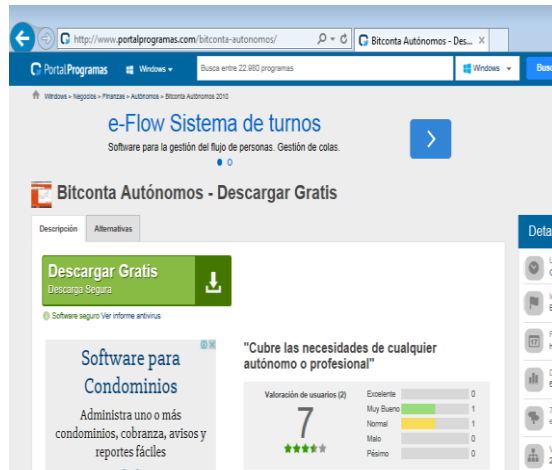 http://www.portalprogramas.com/bitconta-autonomos/
Bitconta Autónomos - Des...
PortalProgramas
Windows
Busca entre 22.980 programas
Windows
Busc
Windows » Negocios » Finanzas » Autónomos » Bitconta Autónomos 2010
e-Flow Sistema de turnos
Software para la gestión del flujo de personas. Gestión de colas.
Bitconta Autónomos - Descargar Gratis
Descripción
Alternativas
Deta
Descargar Gratis
Descarga Segura
Software seguro Ver informe antivirus
Software para
Condominios
Administra uno o más
condominios, cobranza, avisos y
reportes fáciles
"Cubre las necesidades de cualquier
autónomo o profesional"
Valoración de usuarios (2)
7
Excelente 0
Muy Bueno 1
Normal 1
Malo 0
Pésimo 0
17